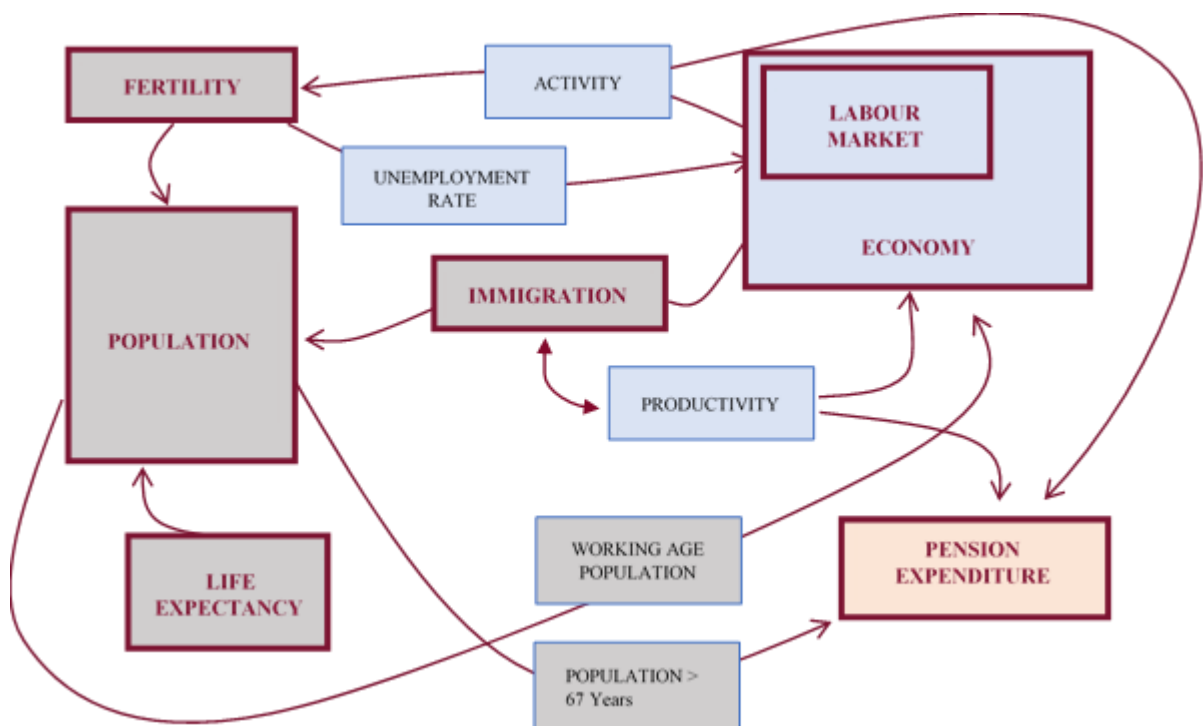 FERTILITY
ACTIVITY
LABOUR
MARKET
UNEMPLOYMENT
RATE
ECONOMY
IMMIGRATION
POPULATION
PRODUCTIVITY
WORKING AGE
POPULATION
PENSION
EXPENDITURE
LIFE
EXPECTANCY
POPULATION >
67 Years